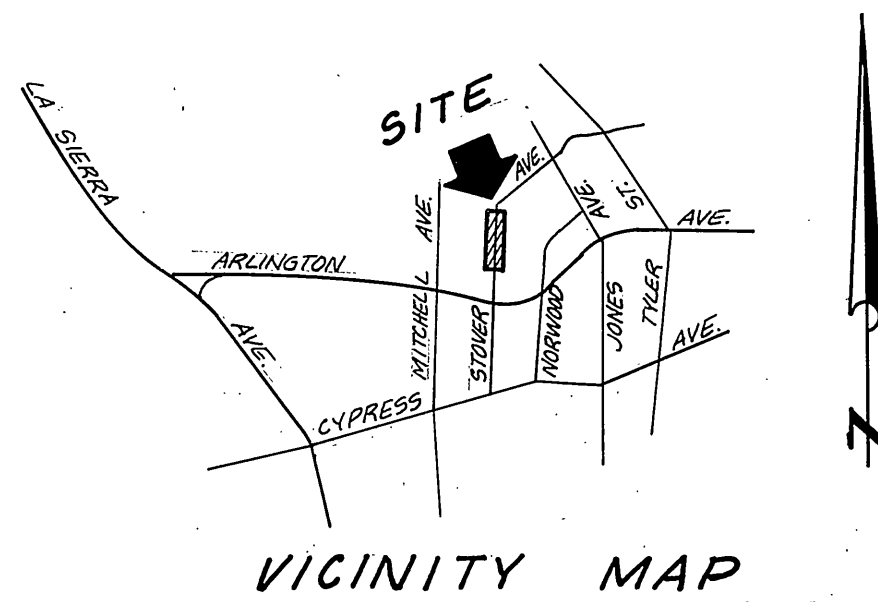 SITE
LA SIERRA
AVE.
AVE.
ST.
AVE.
AVE.
ARLINGTON
MITCHELL
AVE.
STOVER
NORWOOD
JONES
TYLER
AVE.
CYPRESS
N
VICINITY MAP